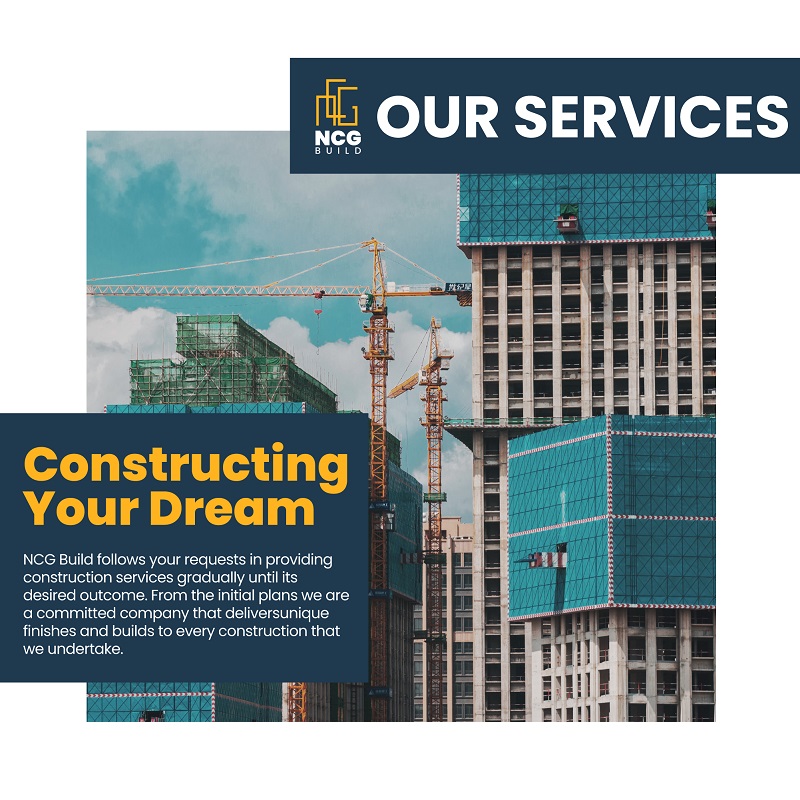 NCG
BUILD
OUR SERVICES
Constructing
Your Dream
NCG Build follows your requests in providing
construction services gradually until its
desired outcome. From the initial plans we are
a committed company that deliversunique
finishes and builds to every construction that
we undertake.